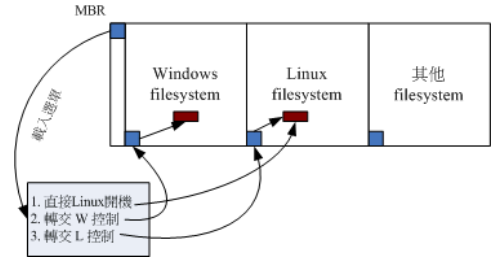 MBR
Windows
filesystem
Linux
filesystem
其他
filesystem
載入選單
1. 直接Linux開機
2. 轉交 W 控制
3. 轉交 L 控制